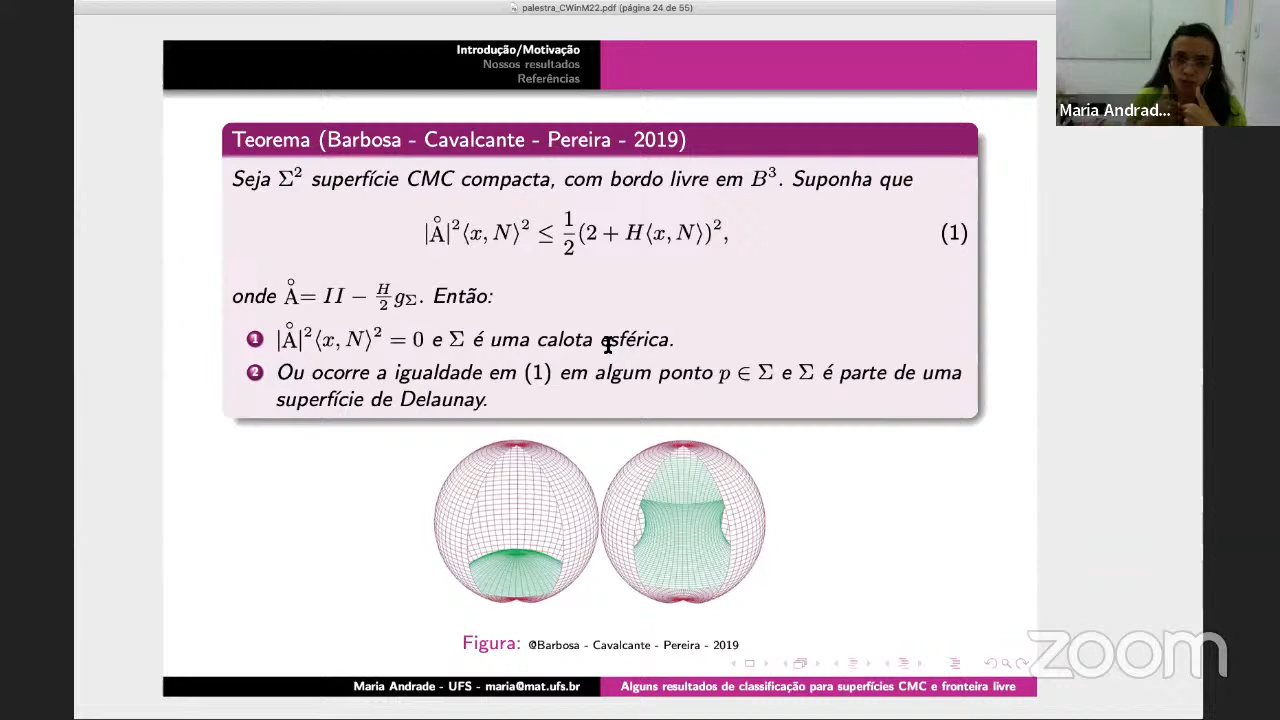 palestra_CWinM22.pdf (página 24 de 55)
Introdução/Motivação
Nossos resultados
Referências
Maria Andrad...
Teorema (Barbosa - Cavalcante - Pereira - 2019)
Seja Σ² superfície CMC compacta, com bordo livre em B³. Suponha que
|Å|²⟨x, N⟩² ≤ 1/2 (2 + H⟨x, N⟩)², (1)
onde Å= II − H/2 g_Σ. Então:
1 |Å|²⟨x, N⟩² = 0 e Σ é uma calota esférica.
2 Ou ocorre a igualdade em (1) em algum ponto p ∈ Σ e Σ é parte de uma
superfície de Delaunay.
Figura: @Barbosa - Cavalcante - Pereira - 2019
zoom
Maria Andrade - UFS - maria@mat.ufs.br Alguns resultados de classificação para superfícies CMC e fronteira livre